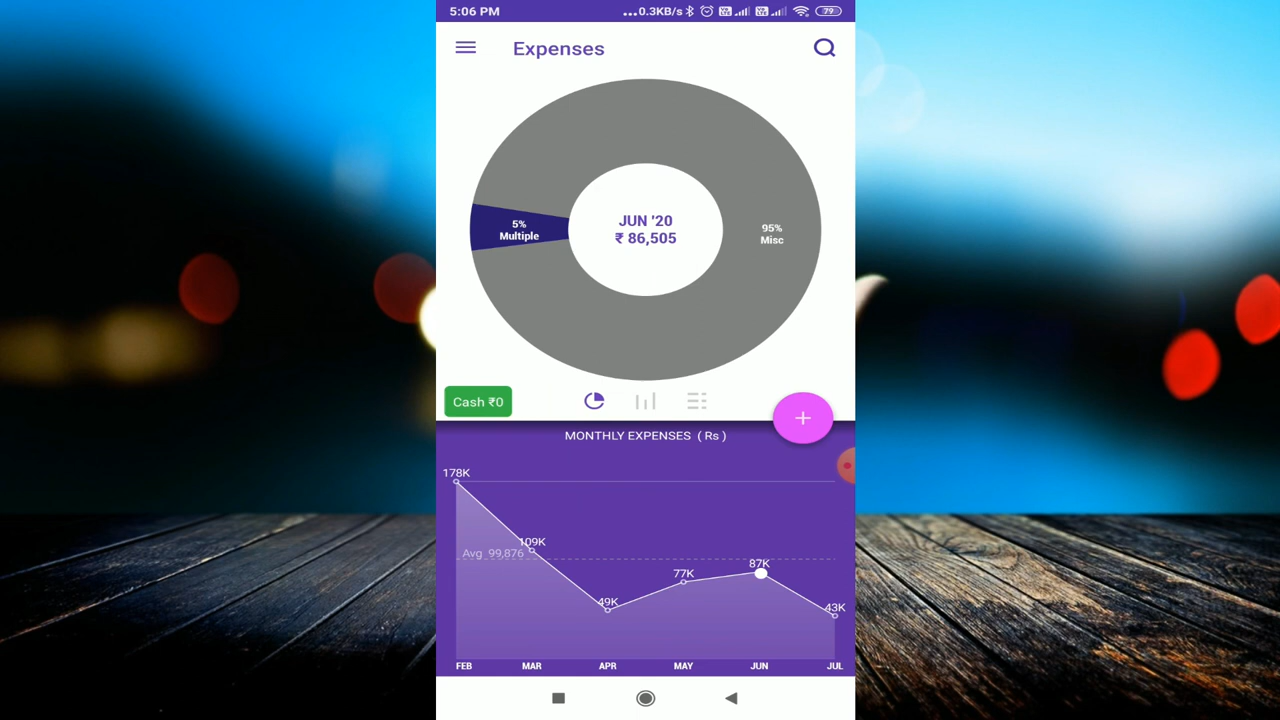 5:06 PM ...0.3KB/s 79
Expenses
5%
Multiple
JUN '20
₹ 86,505
95%
Misc
Cash ₹0
+
MONTHLY EXPENSES ( Rs )
178K
109K
Avg 99,876
49K
77K
87K
43K
FEB MAR APR MAY JUN JUL